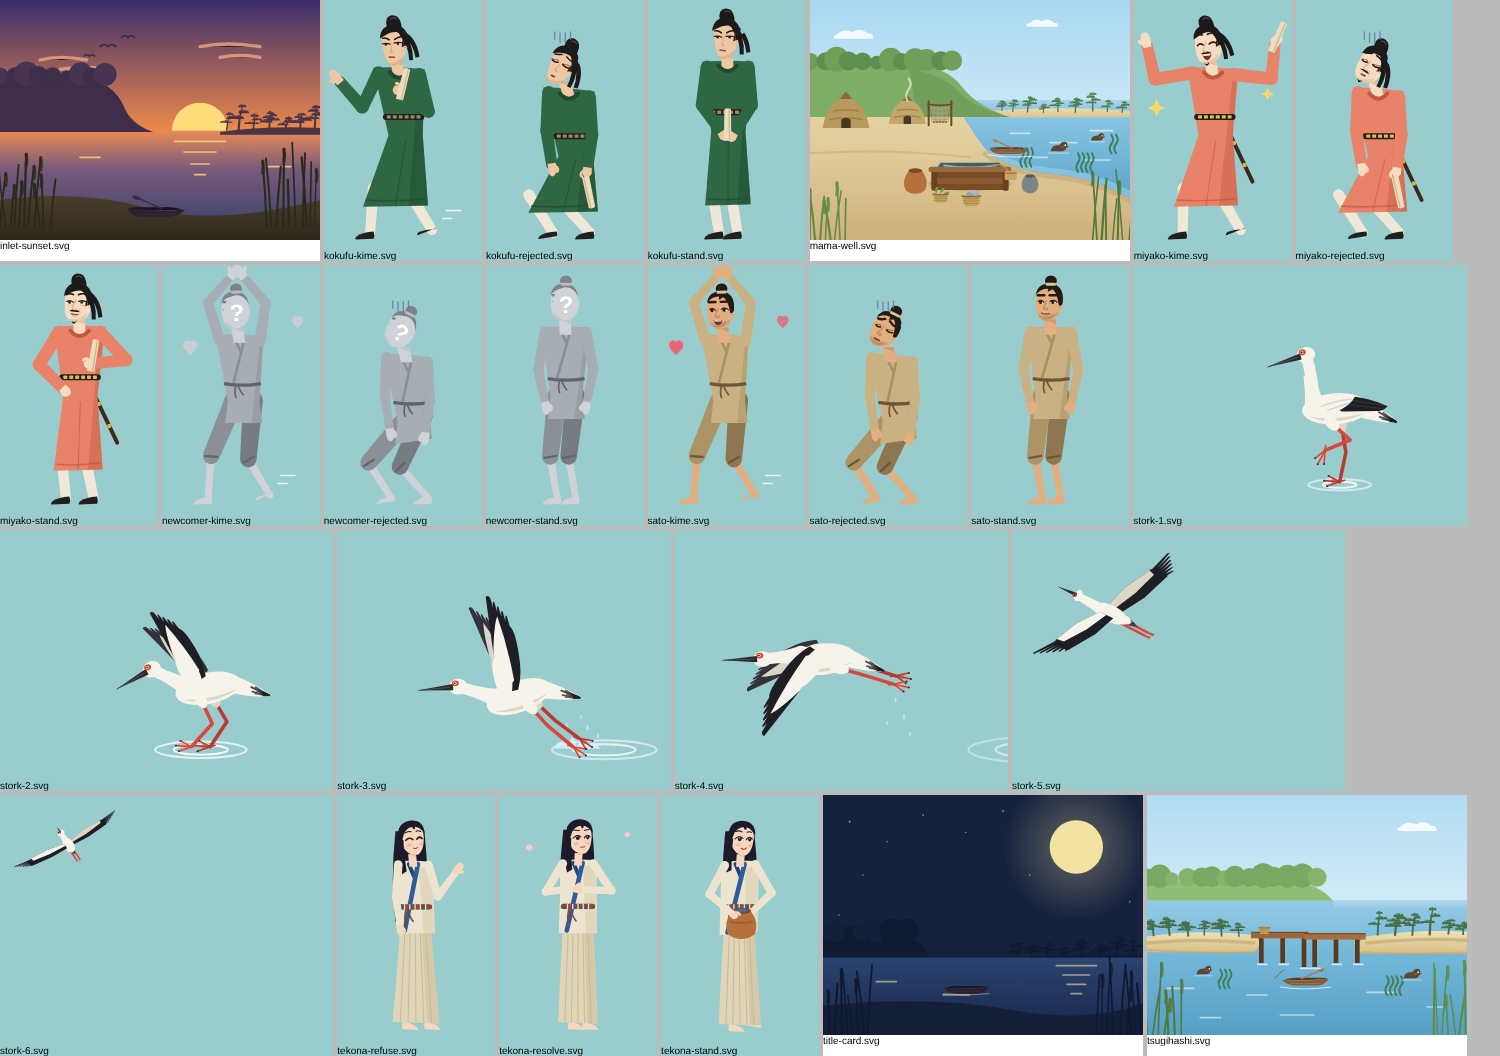 inlet-sunset.svg
kokufu-kime.svg
kokufu-rejected.svg
kokufu-stand.svg
mama-well.svg
miyako-kime.svg
miyako-rejected.svg
?
?
?
miyako-stand.svg
newcomer-kime.svg
newcomer-rejected.svg
newcomer-stand.svg
sato-kime.svg
sato-rejected.svg
sato-stand.svg
stork-1.svg
stork-2.svg
stork-3.svg
stork-4.svg
stork-5.svg
stork-6.svg
tekona-refuse.svg
tekona-resolve.svg
tekona-stand.svg
title-card.svg
tsugihashi.svg